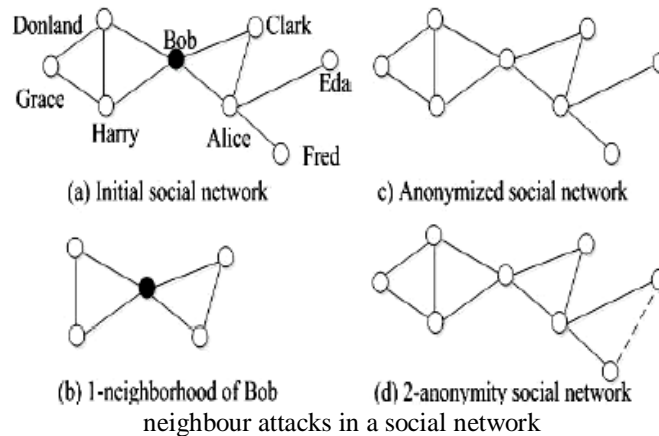 Donland
Bob
Clark
Grace
Eda
Harry
Alice
Fred
(a) Initial social network
c) Anonymized social network
(b) 1-neighborhood of Bob
(d) 2-anonymity social network
neighbour attacks in a social network